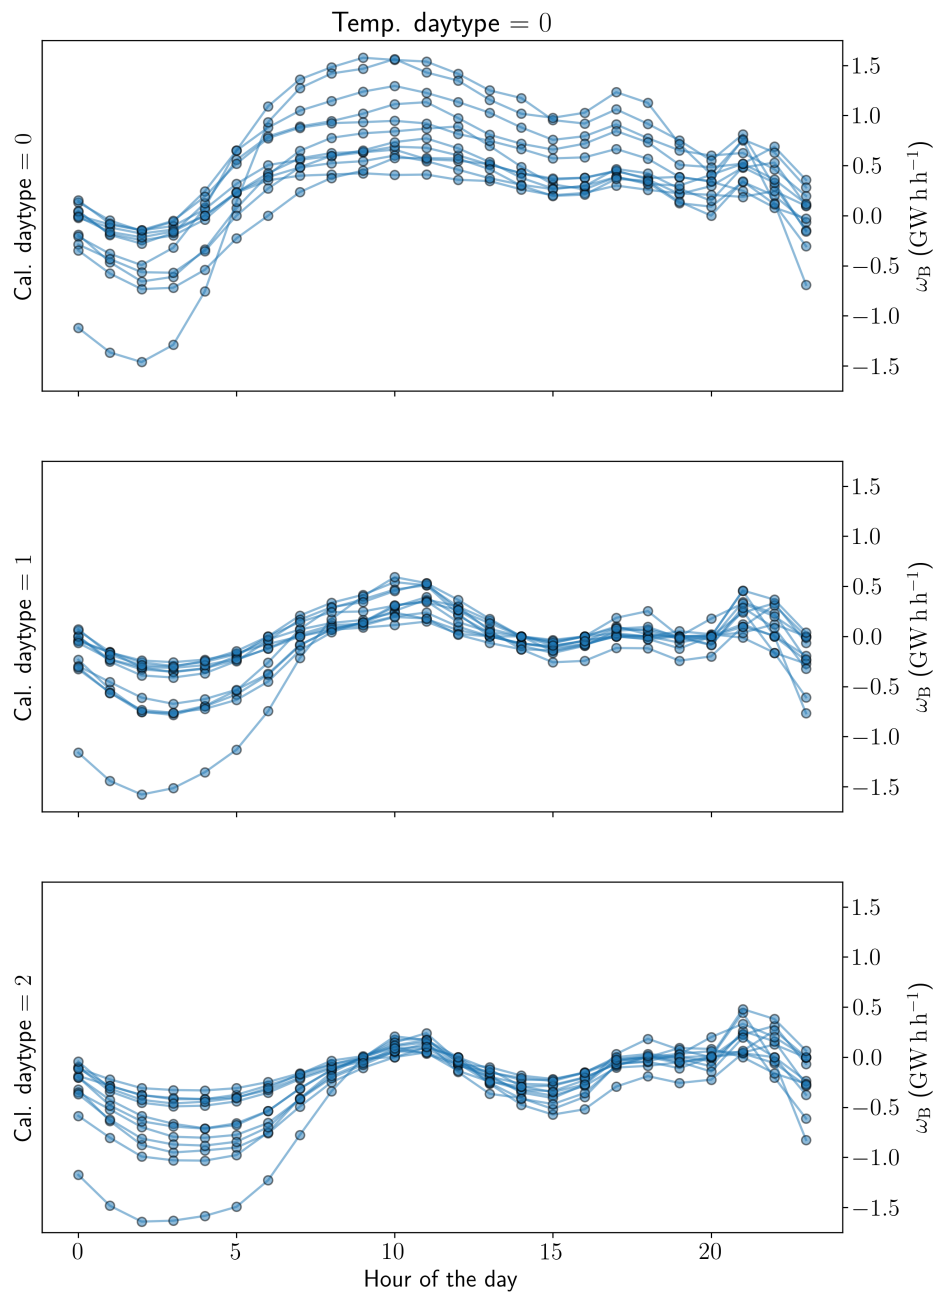 Temp. daytype = 0
Cal. daytype = 0
1.5
1.0
0.5
0.0
−0.5
−1.0
−1.5
ω_B (GW h h⁻¹)
Cal. daytype = 1
1.5
1.0
0.5
0.0
−0.5
−1.0
−1.5
ω_B (GW h h⁻¹)
Cal. daytype = 2
1.5
1.0
0.5
0.0
−0.5
−1.0
−1.5
ω_B (GW h h⁻¹)
0 5 10 15 20
Hour of the day